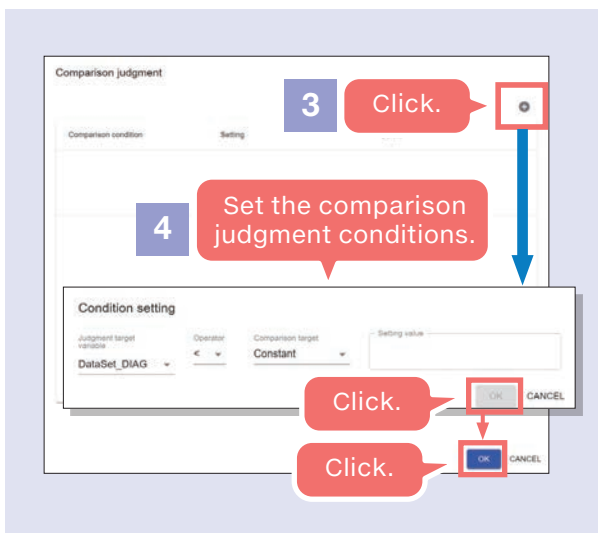 Comparison judgment
3
Click.
Comparison condition
Setting
4
Set the comparison
judgment conditions.
Condition setting
Judgment target
variable
DataSet_DIAG
Operator
<
Comparison target
Constant
Setting value
OK
CANCEL
Click.
OK
CANCEL
Click.